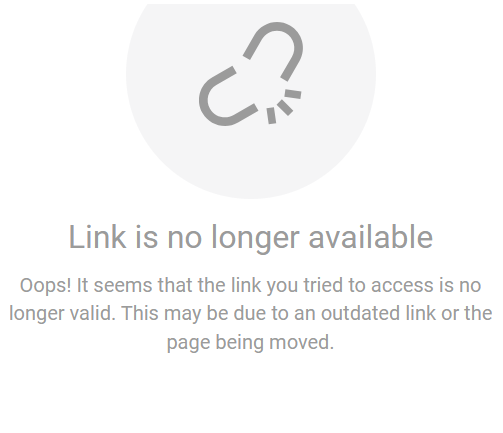 Link is no longer available
Oops! It seems that the link you tried to access is no
longer valid. This may be due to an outdated link or the
page being moved.